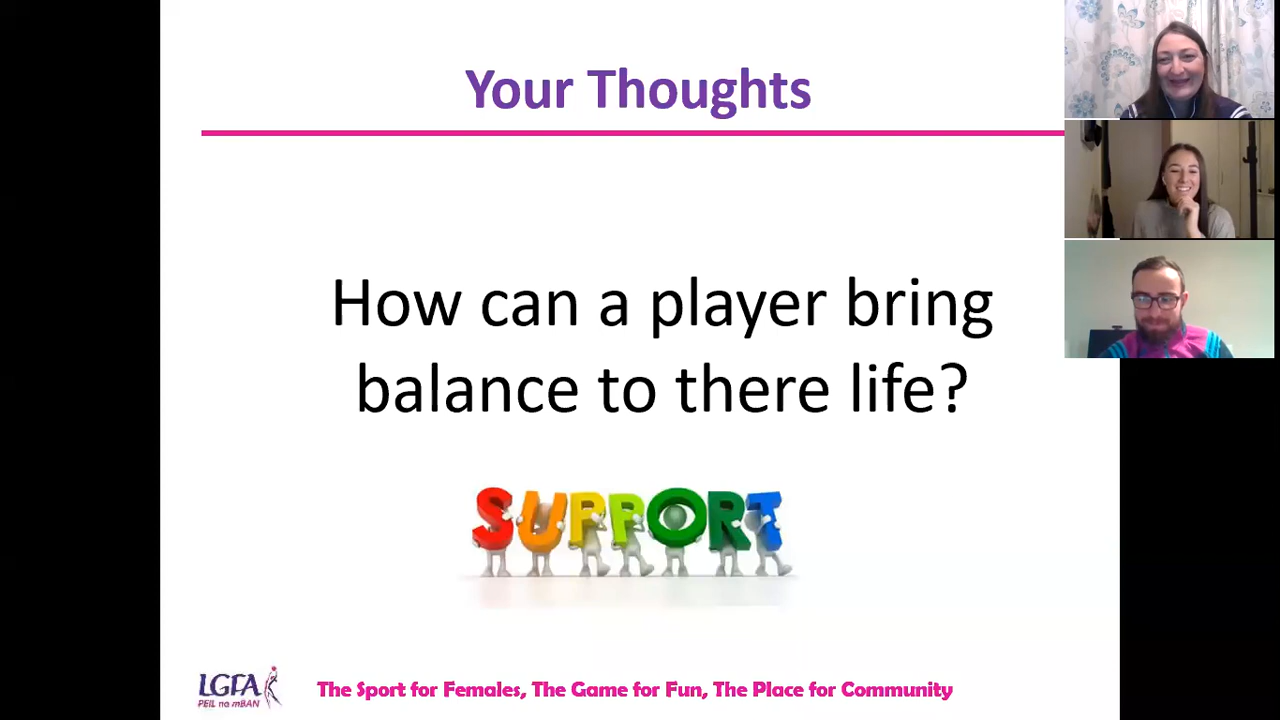 Your Thoughts
How can a player bring
balance to there life?
SUPPORT
LGFA
PEIL na mBAN
The Sport for Females, The Game for Fun, The Place for Community